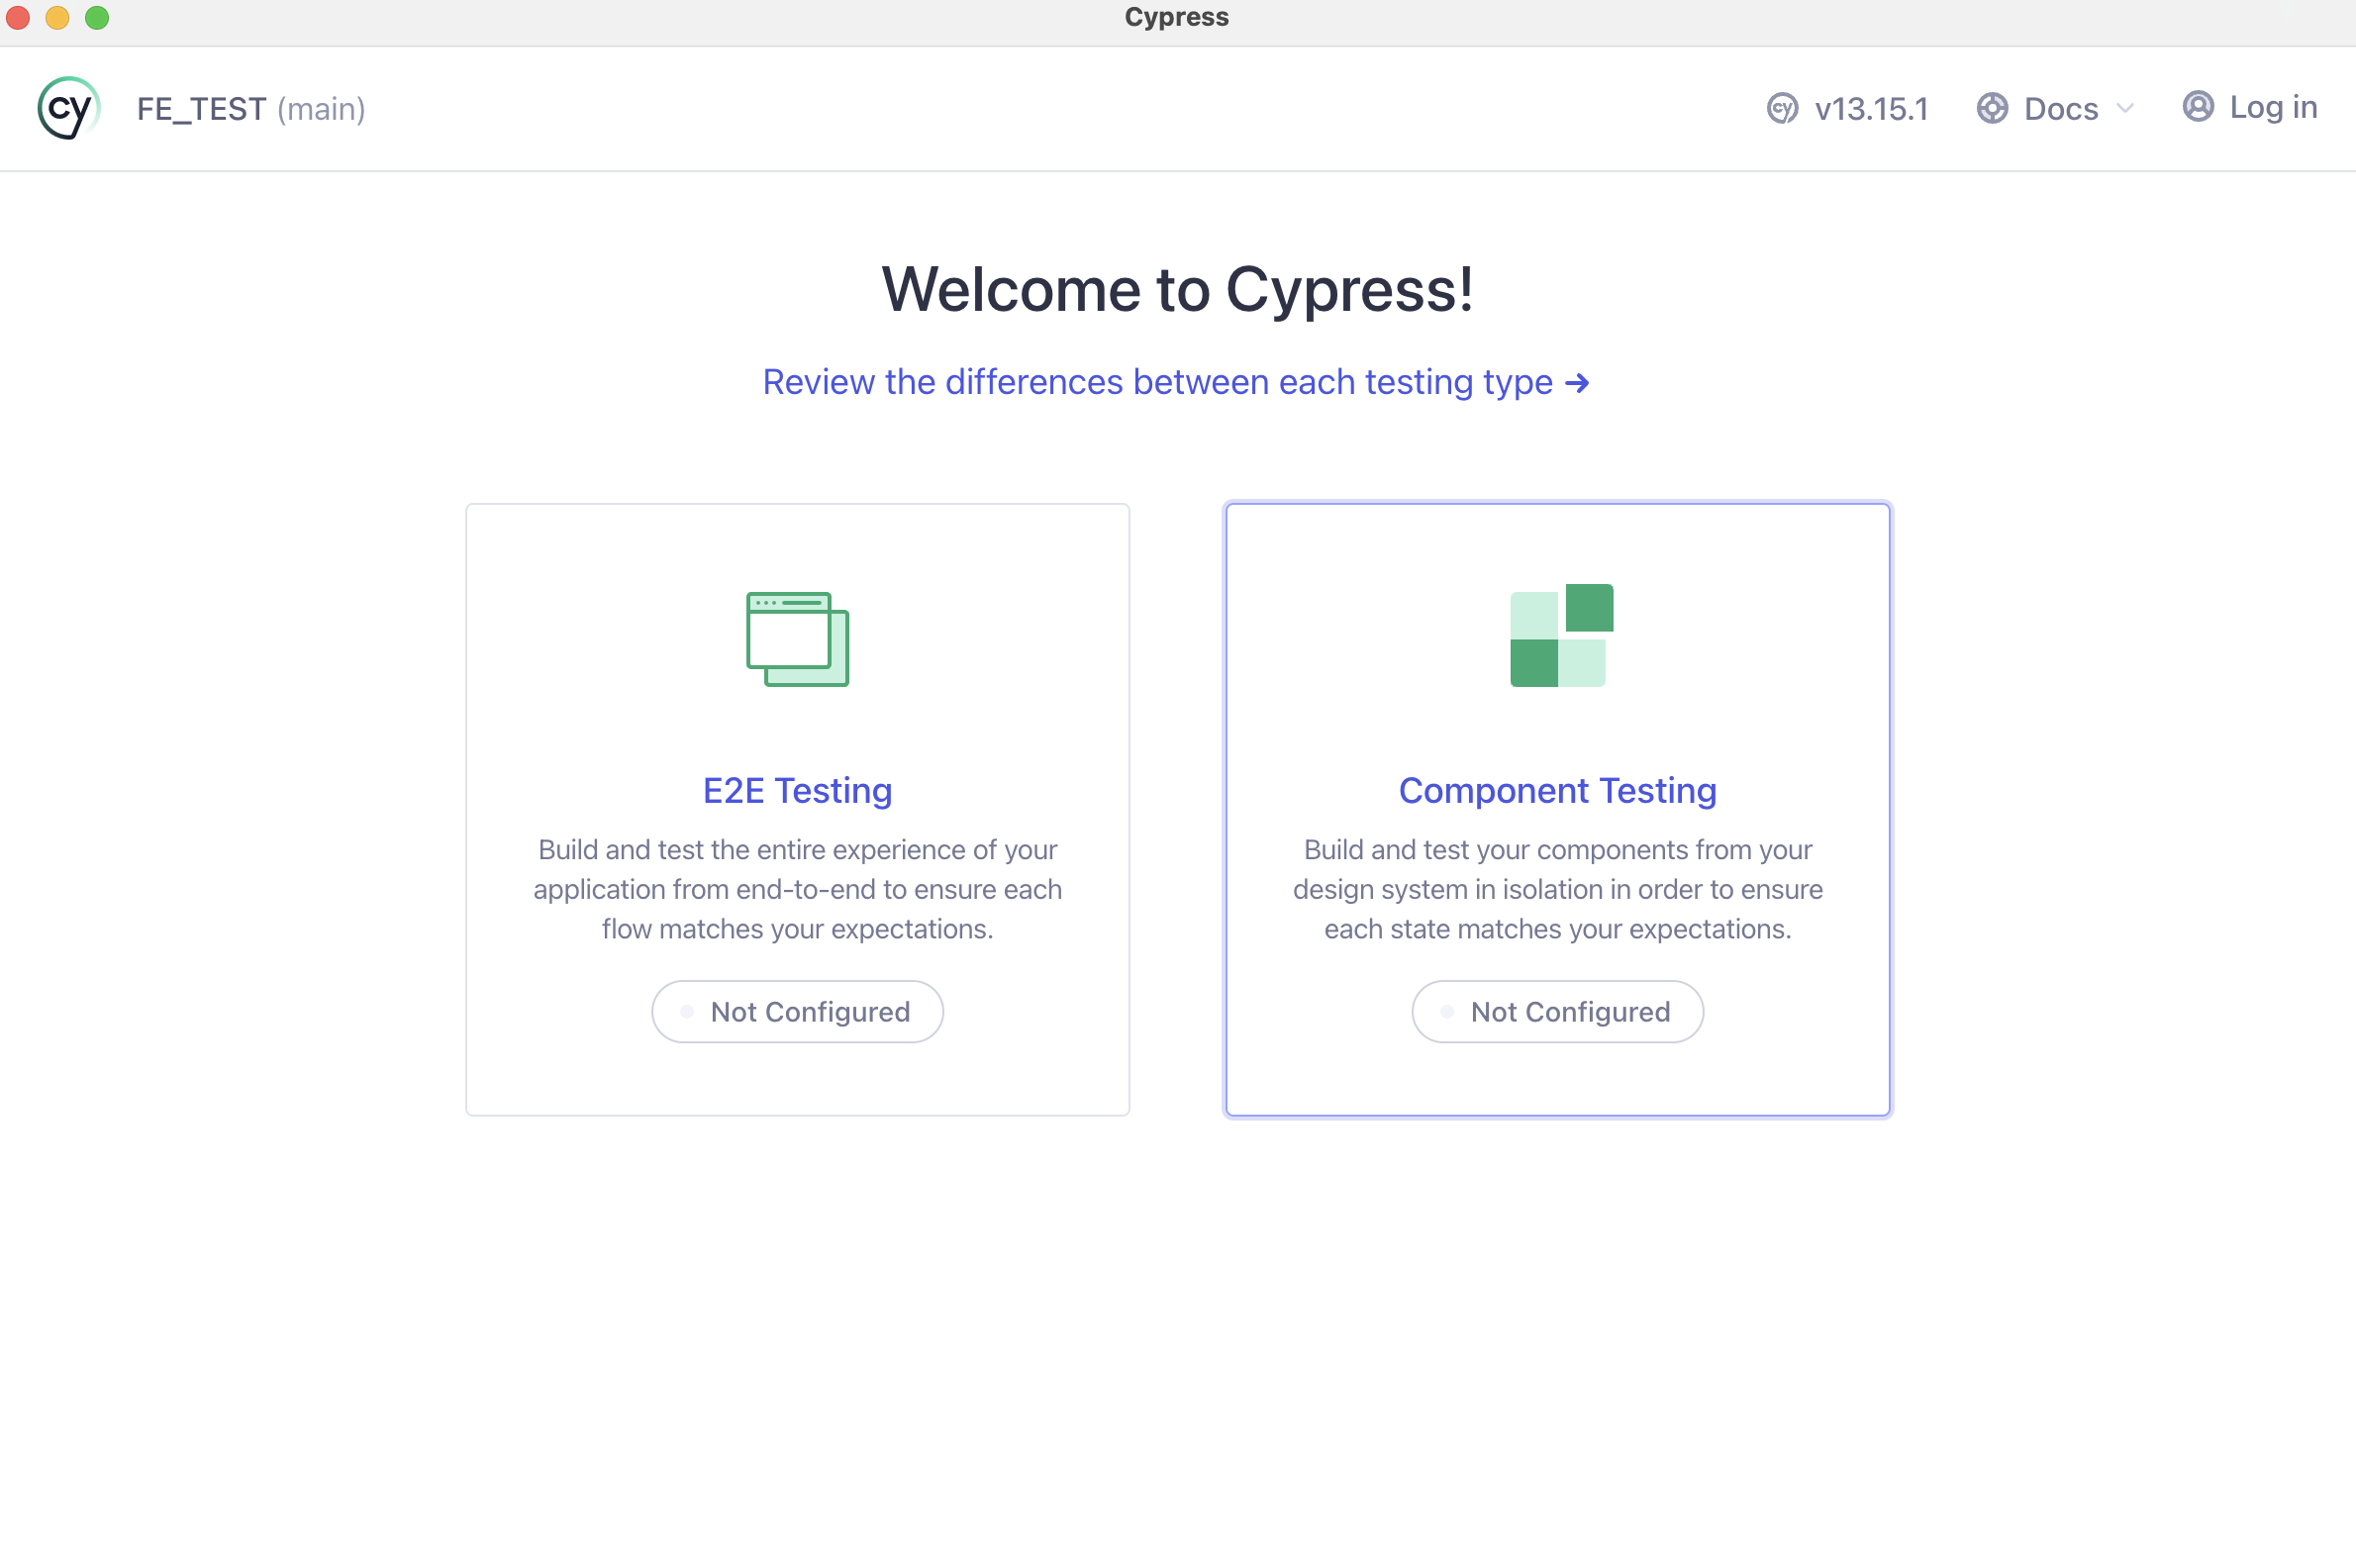 Cypress
cy FE_TEST (main)
cy v13.15.1 Docs Log in
Welcome to Cypress!
Review the differences between each testing type →
E2E Testing
Build and test the entire experience of your
application from end-to-end to ensure each
flow matches your expectations.
Not Configured
Component Testing
Build and test your components from your
design system in isolation in order to ensure
each state matches your expectations.
Not Configured